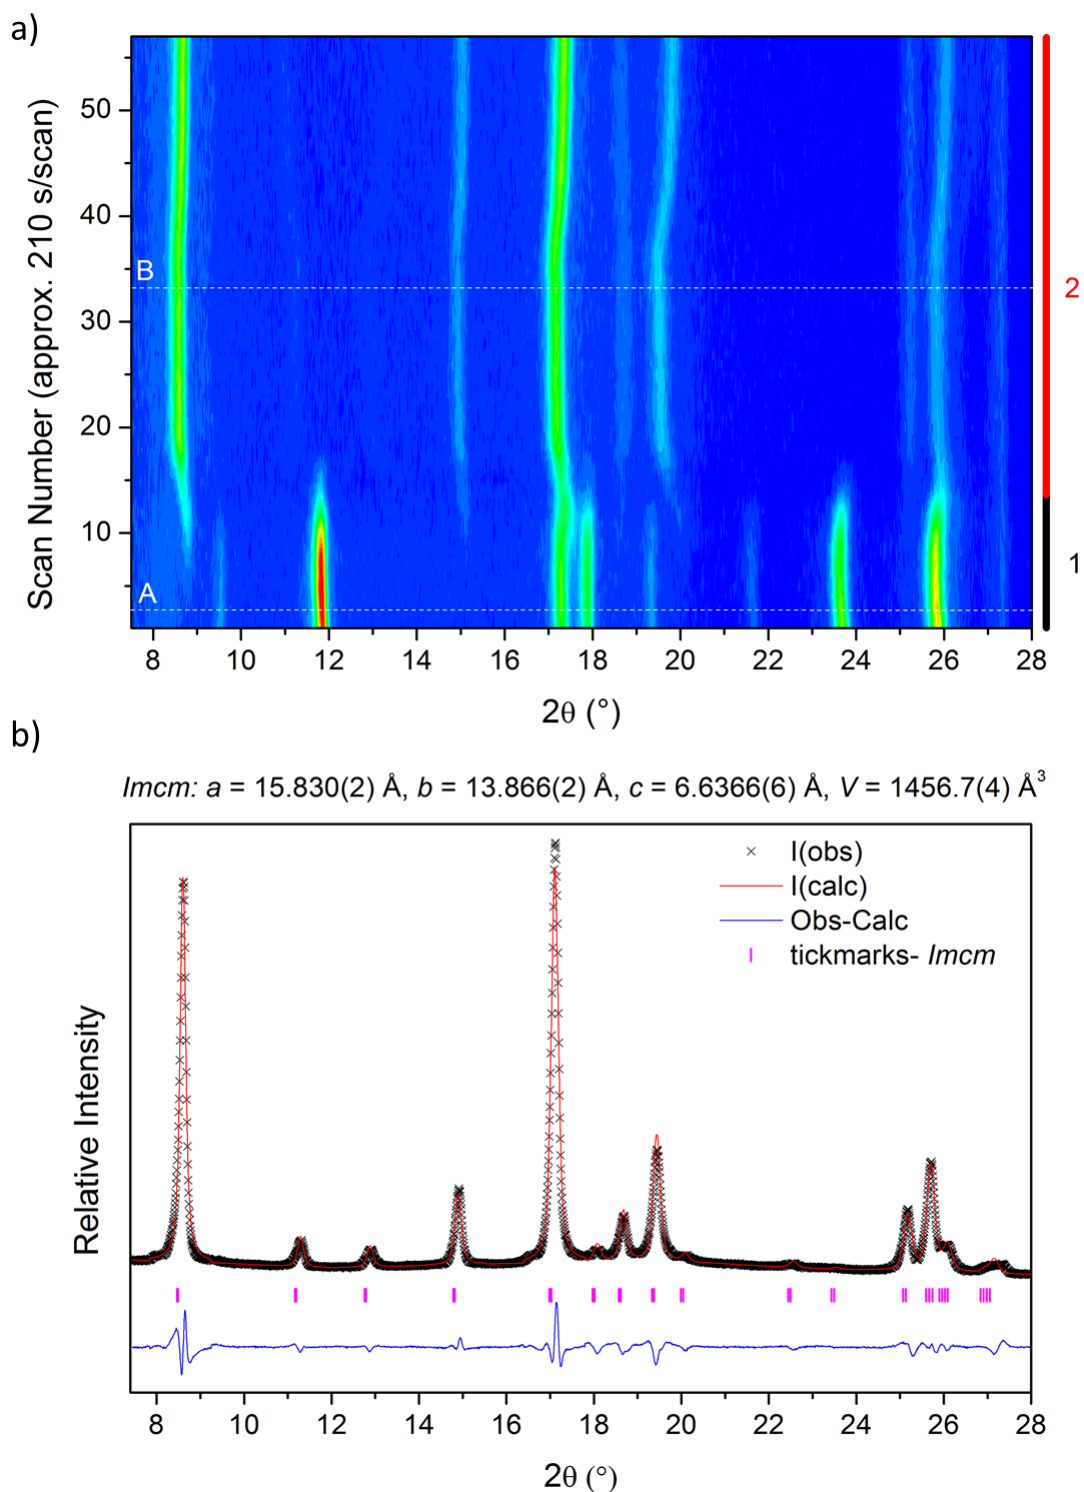 a)
Scan Number (approx. 210 s/scan)
50
40
30
20
10
B
A
2
1
8 10 12 14 16 18 20 22 24 26 28
2θ (°)
b)
Imcm: a = 15.830(2) Å, b = 13.866(2) Å, c = 6.6366(6) Å, V = 1456.7(4) Å³
Relative Intensity
I(obs)
I(calc)
Obs-Calc
tickmarks- Imcm
8 10 12 14 16 18 20 22 24 26 28
2θ (°)